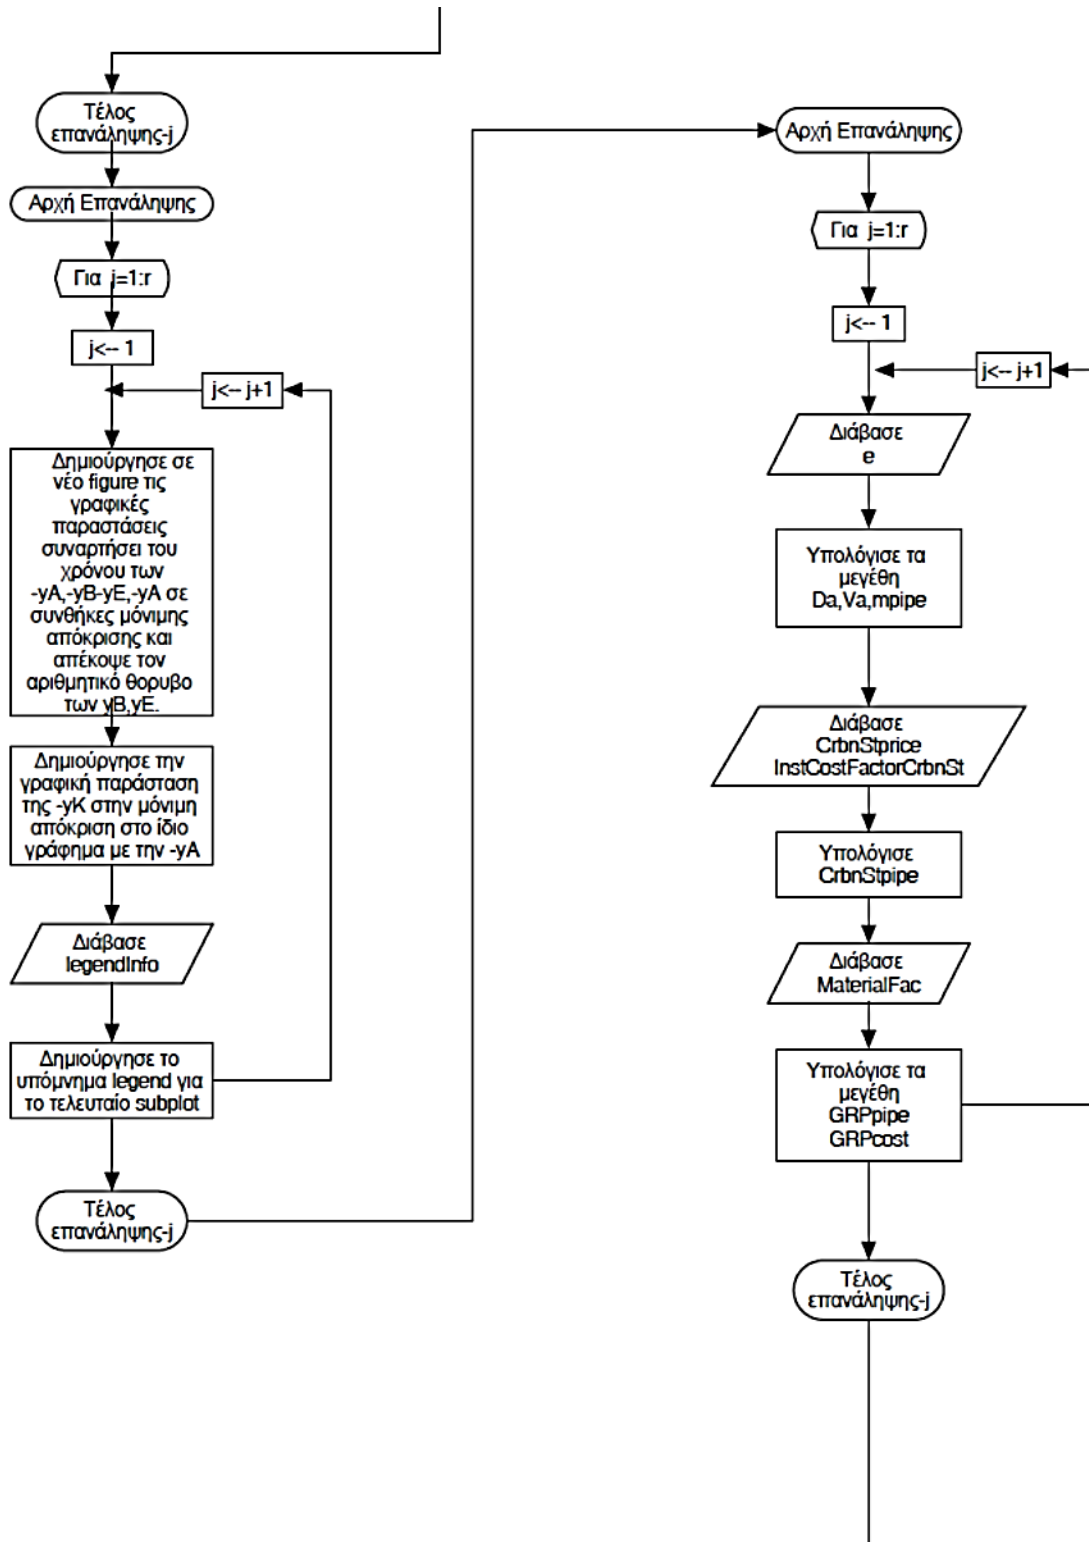 Τέλος
επανάληψης-j
Αρχή Επανάληψης
Για j=1:r
j<-- 1
j<-- j+1
Δημιούργησε σε
νέο figure τις
γραφικές
παραστάσεις
συναρτήσει του
χρόνου των
-yA,-yB-yE,-yA σε
συνθήκες μόνιμης
απόκρισης και
απέκοψε τον
αριθμητικό θορυβο
των yB,yE.
Δημιούργησε την
γραφική παράσταση
της -yK στην μόνιμη
απόκριση στο ίδιο
γράφημα με την -yA
Διάβασε
legendInfo
Δημιούργησε το
υπόμνημα legend για
το τελευταίο subplot
Τέλος
επανάληψης-j
Αρχή Επανάληψης
Για j=1:r
j<-- 1
j<-- j+1
Διάβασε
e
Υπολόγισε τα
μεγέθη
Da,Va,mpipe
Διάβασε
CrbnStprice
InstCostFactorCrbnSt
Υπολόγισε
CrbnStpipe
Διάβασε
MaterialFac
Υπολόγισε τα
μεγέθη
GRPpipe
GRPcost
Τέλος
επανάληψης-j